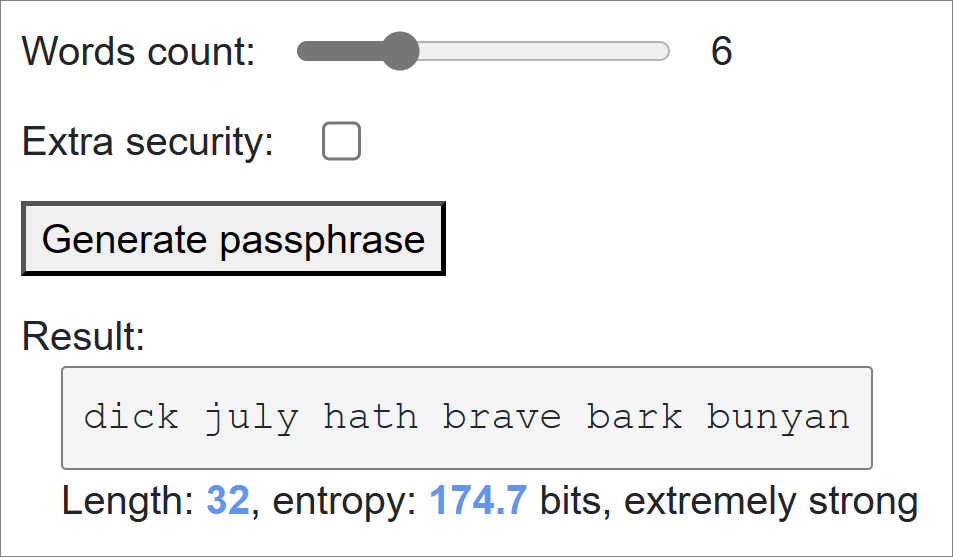 Words count: 6
Extra security:
Generate passphrase
Result:
dick july hath brave bark bunyan
Length: 32, entropy: 174.7 bits, extremely strong